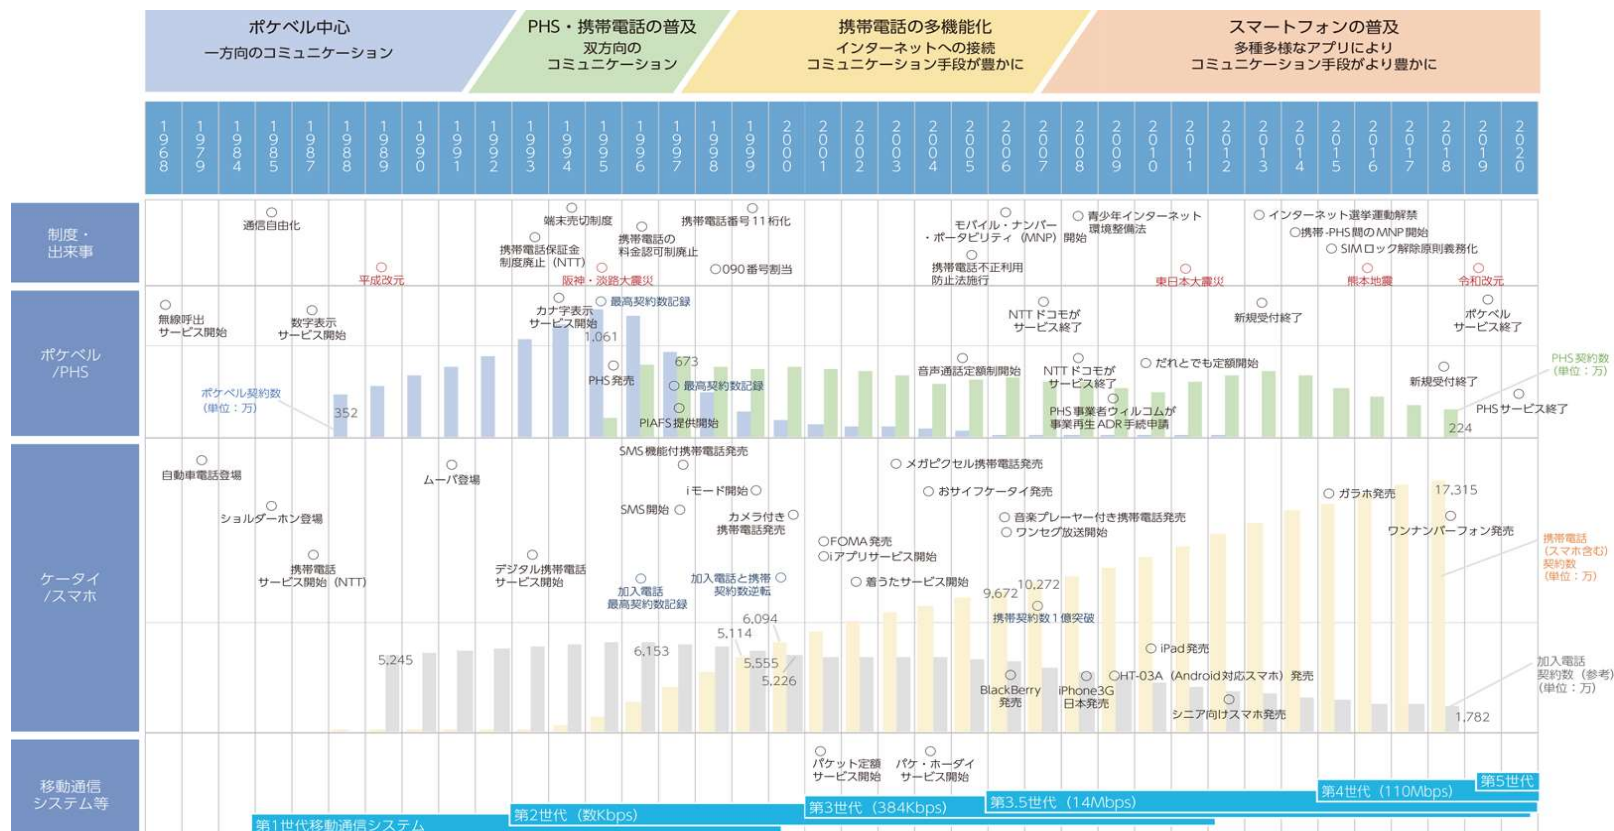 ポケベル中心
一方向のコミュニケーション
PHS・携帯電話の普及
双方向の
コミュニケーション
携帯電話の多機能化
インターネットへの接続
コミュニケーション手段が豊かに
スマートフォンの普及
多種多様なアプリにより
コミュニケーション手段がより豊かに
1968
1979
1984
1985
1987
1988
1989
1990
1991
1992
1993
1994
1995
1996
1997
1998
1999
2000
2001
2002
2003
2004
2005
2006
2007
2008
2009
2010
2011
2012
2013
2014
2015
2016
2017
2018
2019
2020
制度・
出来事
通信自由化
平成改元
端末売切制度
携帯電話保証金
制度廃止(NTT)
阪神・淡路大震災
携帯電話の
料金認可制廃止
携帯電話番号11桁化
090番号割当
モバイル・ナンバー
・ポータビリティ(MNP)開始
携帯電話不正利用
防止法施行
青少年インターネット
環境整備法
東日本大震災
インターネット選挙運動解禁
携帯-PHS間のMNP開始
SIMロック解除原則義務化
熊本地震
令和改元
ポケベル
/PHS
無線呼出
サービス開始
数字表示
サービス開始
カナ字表示
サービス開始
最高契約数記録
1,061
PHS発売
673
最高契約数記録
PIAFS提供開始
ポケベル契約数
(単位:万)
352
音声通話定額制開始
NTTドコモが
サービス終了
NTTドコモが
サービス終了
PHS事業者ウィルコムが
事業再生ADR手続申請
だれとでも定額開始
新規受付終了
新規受付終了
ポケベル
サービス終了
PHSサービス終了
224
PHS契約数
(単位:万)
ケータイ
/スマホ
自動車電話登場
ショルダーホン登場
携帯電話
サービス開始(NTT)
ムーバ登場
デジタル携帯電話
サービス開始
SMS機能付携帯電話発売
iモード開始
SMS開始
カメラ付き
携帯電話発売
加入電話
最高契約数記録
加入電話と携帯
契約数逆転
5,245
6,153
5,114
6,094
5,555
5,226
メガピクセル携帯電話発売
おサイフケータイ発売
FOMA発売
iアプリサービス開始
着うたサービス開始
音楽プレーヤー付き携帯電話発売
ワンセグ放送開始
9,672
10,272
携帯契約数1億突破
BlackBerry
発売
iPhone3G
日本発売
HT-03A(Android対応スマホ)発売
iPad発売
シニア向けスマホ発売
ガラホ発売
17,315
ワンナンバーフォン発売
1,782
携帯電話
(スマホ含む)
契約数
(単位:万)
加入電話
契約数(参考)
(単位:万)
移動通信
システム等
パケット定額
サービス開始
パケ・ホーダイ
サービス開始
第1世代移動通信システム
第2世代(数Kbps)
第3世代(384Kbps)
第3.5世代(14Mbps)
第4世代(110Mbps)
第5世代